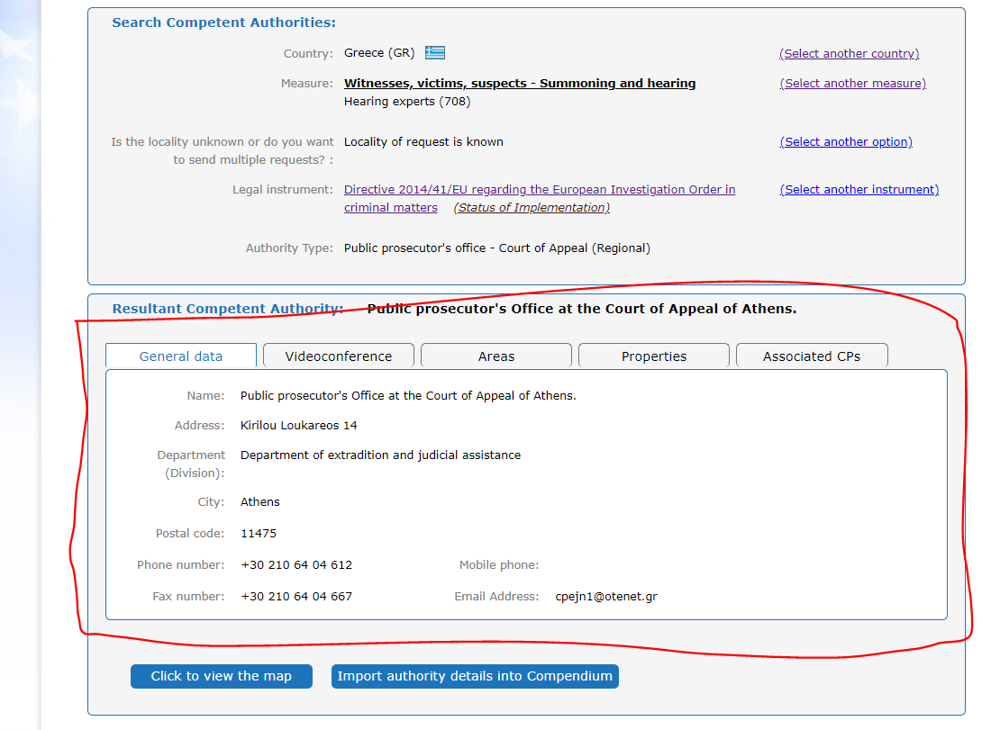 Search Competent Authorities:
Country: Greece (GR) (Select another country)
Measure: Witnesses, victims, suspects - Summoning and hearing (Select another measure)
Hearing experts (708)
Is the locality unknown or do you want Locality of request is known (Select another option)
to send multiple requests? :
Legal instrument: Directive 2014/41/EU regarding the European Investigation Order in (Select another instrument)
criminal matters (Status of Implementation)
Authority Type: Public prosecutor's office - Court of Appeal (Regional)
Resultant Competent Authority: Public prosecutor's Office at the Court of Appeal of Athens.
General data Videoconference Areas Properties Associated CPs
Name: Public prosecutor's Office at the Court of Appeal of Athens.
Address: Kirilou Loukareos 14
Department Department of extradition and judicial assistance
(Division):
City: Athens
Postal code: 11475
Phone number: +30 210 64 04 612 Mobile phone:
Fax number: +30 210 64 04 667 Email Address: cpejn1@otenet.gr
Click to view the map Import authority details into Compendium